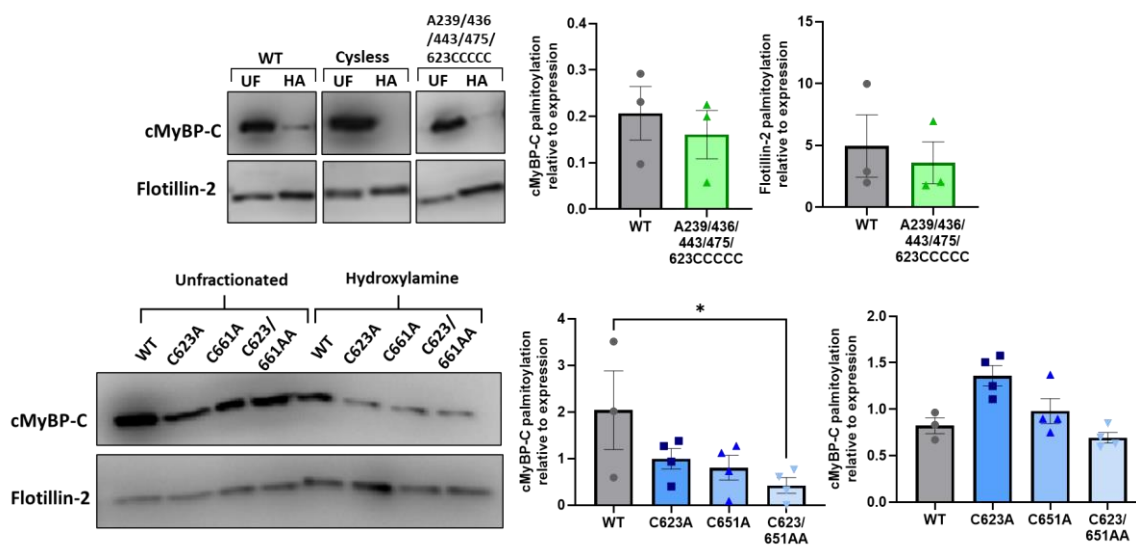 A239/436
/443/475/
623CCCCC
WT
Cysless
UF HA UF HA UF HA
cMyBP-C
Flotillin-2
cMyBP-C palmitoylation
relative to expression
0.4
0.3
0.2
0.1
0.0
WT
A239/436/
443/475/
623CCCCC
Flotillin-2 palmitoylation
relative to expression
15
10
5
0
WT
A239/436/
443/475/
623CCCCC
Unfractionated
Hydroxylamine
WT
C623A
C661A
C623/
661AA
WT
C623A
C661A
C623/
661AA
cMyBP-C
Flotillin-2
cMyBP-C palmitoylation
relative to expression
4
3
2
1
0
*
WT
C623A
C651A
C623/
651AA
cMyBP-C palmitoylation
relative to expression
2.0
1.5
1.0
0.5
0.0
WT
C623A
C651A
C623/
651AA